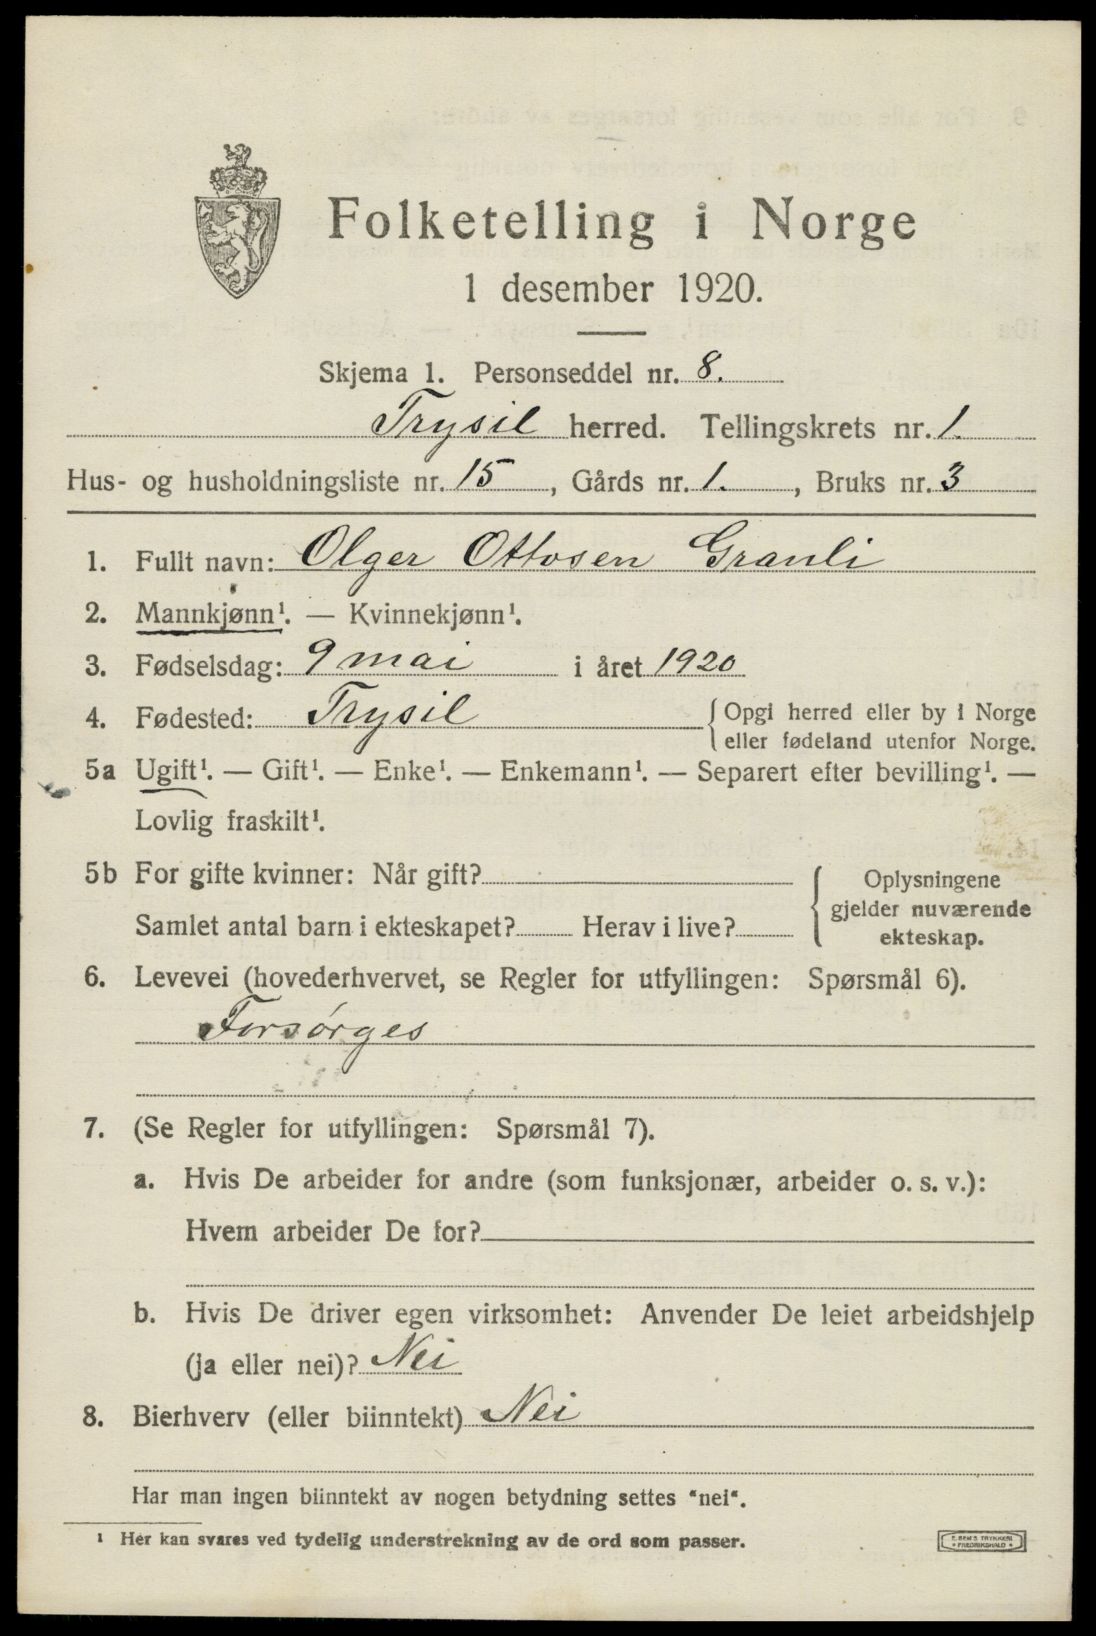 Folketelling i Norge
1 desember 1920.
Skjema 1. Personseddel nr. 8.
Trysil herred. Tellingskrets nr. 1.
Hus- og husholdningsliste nr. 15, Gårds nr. 1., Bruks nr. 3
1. Fullt navn: Olger Ottosen Granli
2. Mannkjønn¹. — Kvinnekjønn¹.
3. Fødselsdag: 9 mai i året 1920
4. Fødested: Trysil {Opgi herred eller by i Norge
eller fødeland utenfor Norge.
5a Ugift¹. — Gift¹. — Enke¹. — Enkemann¹. — Separert efter bevilling¹. —
Lovlig fraskilt¹.
5b For gifte kvinner: Når gift?
Samlet antal barn i ekteskapet? Herav i live?
{Oplysningene
gjelder nuværende
ekteskap.
6. Levevei (hovederhvervet, se Regler for utfyllingen: Spørsmål 6).
Forsørges
7. (Se Regler for utfyllingen: Spørsmål 7).
a. Hvis De arbeider for andre (som funksjonær, arbeider o. s. v.):
Hvem arbeider De for?
b. Hvis De driver egen virksomhet: Anvender De leiet arbeidshjelp
(ja eller nei)? Nei
8. Bierhverv (eller biinntekt) Nei
Har man ingen biinntekt av nogen betydning settes "nei".
¹ Her kan svares ved tydelig understrekning av de ord som passer.
E. SEM'S TRYKKERI
FREDRIKSHALD